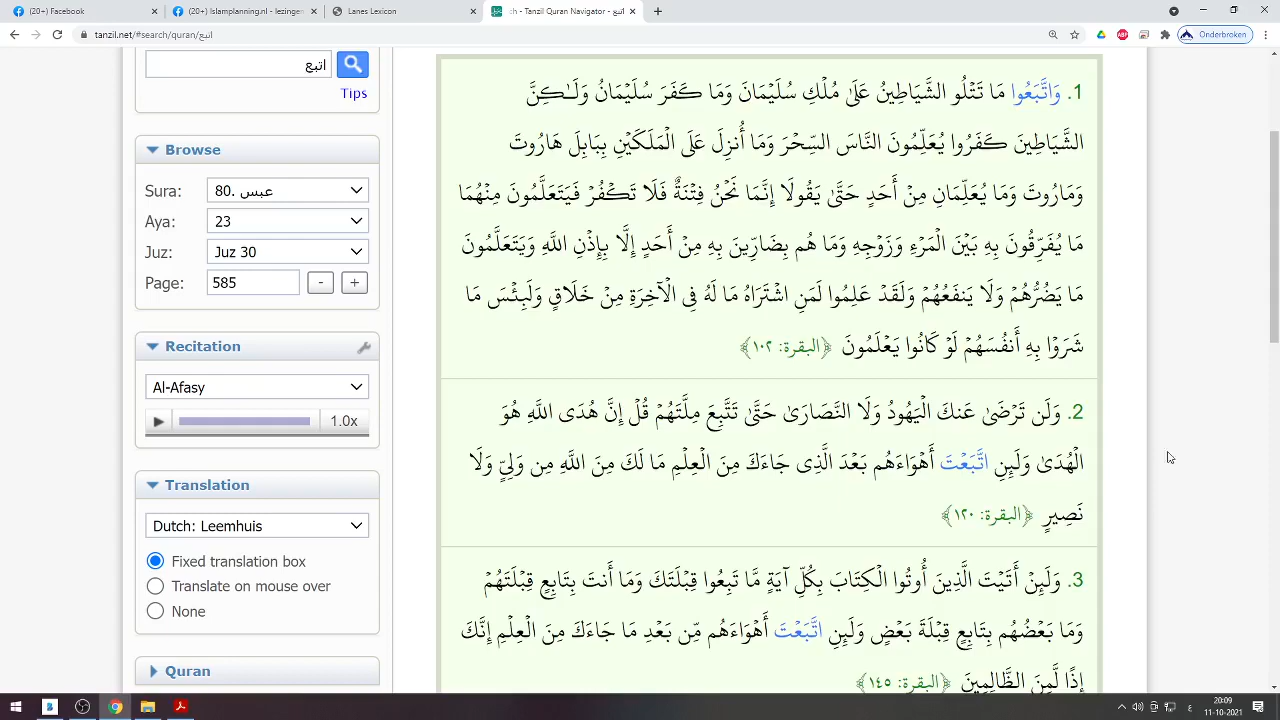 (20+) Facebook
(20+) Islamplanning.nl - lezinge
Lanes Lexicon
ch - Tanzil Quran Navigator - اتبع
tanzil.net/#search/quran/اتبع
Onderbroken
اتبع
Tips
Browse
Sura: 80. عبس
Aya: 23
Juz: Juz 30
Page: 585 - +
Recitation
Al-Afasy
1.0x
Translation
Dutch: Leemhuis
Fixed translation box
Translate on mouse over
None
Quran
1. وَاتَّبَعُوا مَا تَتْلُو الشَّيَاطِينُ عَلَىٰ مُلْكِ سُلَيْمَانَ وَمَا كَفَرَ سُلَيْمَانُ وَلَـٰكِنَّ
الشَّيَاطِينَ كَفَرُوا يُعَلِّمُونَ النَّاسَ السِّحْرَ وَمَا أُنزِلَ عَلَى الْمَلَكَيْنِ بِبَابِلَ هَارُوتَ
وَمَارُوتَ وَمَا يُعَلِّمَانِ مِنْ أَحَدٍ حَتَّىٰ يَقُولَا إِنَّمَا نَحْنُ فِتْنَةٌ فَلَا تَكْفُرْ فَيَتَعَلَّمُونَ مِنْهُمَا
مَا يُفَرِّقُونَ بِهِ بَيْنَ الْمَرْءِ وَزَوْجِهِ وَمَا هُم بِضَارِّينَ بِهِ مِنْ أَحَدٍ إِلَّا بِإِذْنِ اللَّهِ وَيَتَعَلَّمُونَ
مَا يَضُرُّهُمْ وَلَا يَنفَعُهُمْ وَلَقَدْ عَلِمُوا لَمَنِ اشْتَرَاهُ مَا لَهُ فِي الْآخِرَةِ مِنْ خَلَاقٍ وَلَبِئْسَ مَا
شَرَوْا بِهِ أَنفُسَهُمْ لَوْ كَانُوا يَعْلَمُونَ ﴿البقرة: ١٠٢﴾
2. وَلَن تَرْضَىٰ عَنكَ الْيَهُودُ وَلَا النَّصَارَىٰ حَتَّىٰ تَتَّبِعَ مِلَّتَهُمْ قُلْ إِنَّ هُدَى اللَّهِ هُوَ
الْهُدَىٰ وَلَئِنِ اتَّبَعْتَ أَهْوَاءَهُم بَعْدَ الَّذِي جَاءَكَ مِنَ الْعِلْمِ مَا لَكَ مِنَ اللَّهِ مِن وَلِيٍّ وَلَا
نَصِيرٍ ﴿البقرة: ١٢٠﴾
3. وَلَئِنْ أَتَيْتَ الَّذِينَ أُوتُوا الْكِتَابَ بِكُلِّ آيَةٍ مَّا تَبِعُوا قِبْلَتَكَ وَمَا أَنتَ بِتَابِعٍ قِبْلَتَهُمْ
وَمَا بَعْضُهُم بِتَابِعٍ قِبْلَةَ بَعْضٍ وَلَئِنِ اتَّبَعْتَ أَهْوَاءَهُم مِّن بَعْدِ مَا جَاءَكَ مِنَ الْعِلْمِ إِنَّكَ
إِذًا لَّمِنَ الظَّالِمِينَ ﴿البقرة: ١٤٥﴾
20:09
11-10-2021